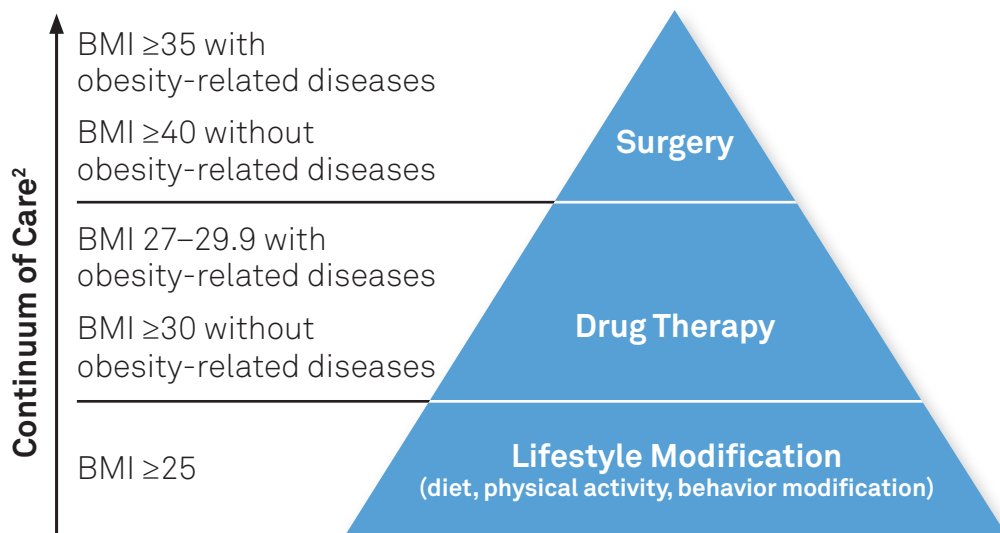 Continuum of Care²
BMI ≥35 with
obesity-related diseases
BMI ≥40 without
obesity-related diseases
Surgery
BMI 27–29.9 with
obesity-related diseases
BMI ≥30 without
obesity-related diseases
Drug Therapy
BMI ≥25
Lifestyle Modification
(diet, physical activity, behavior modification)